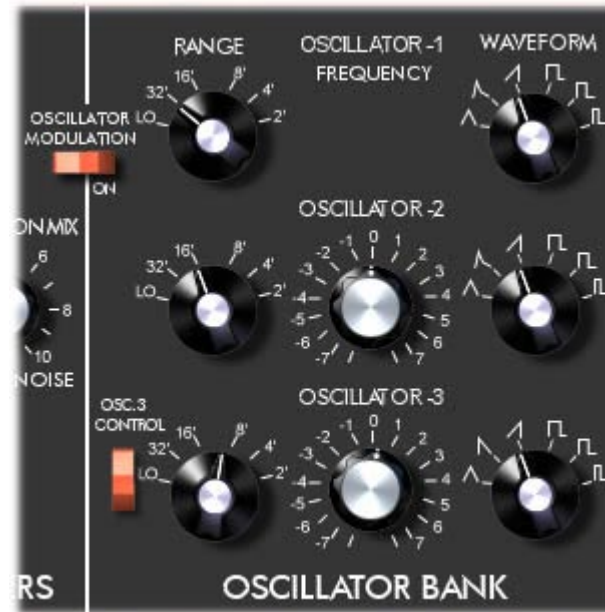 RANGE
OSCILLATOR -1
FREQUENCY
WAVEFORM
LO 32' 16' 8' 4' 2'
OSCILLATOR
MODULATION
ON
OSCILLATOR -2
LO 32' 16' 8' 4' 2'
-7 -6 -5 -4 -3 -2 -1 0 1 2 3 4 5 6 7
ON MIX
6
8
10
NOISE
OSC.3
CONTROL
OSCILLATOR -3
LO 32' 16' 8' 4' 2'
-7 -6 -5 -4 -3 -2 -1 0 1 2 3 4 5 6 7
ERS
OSCILLATOR BANK